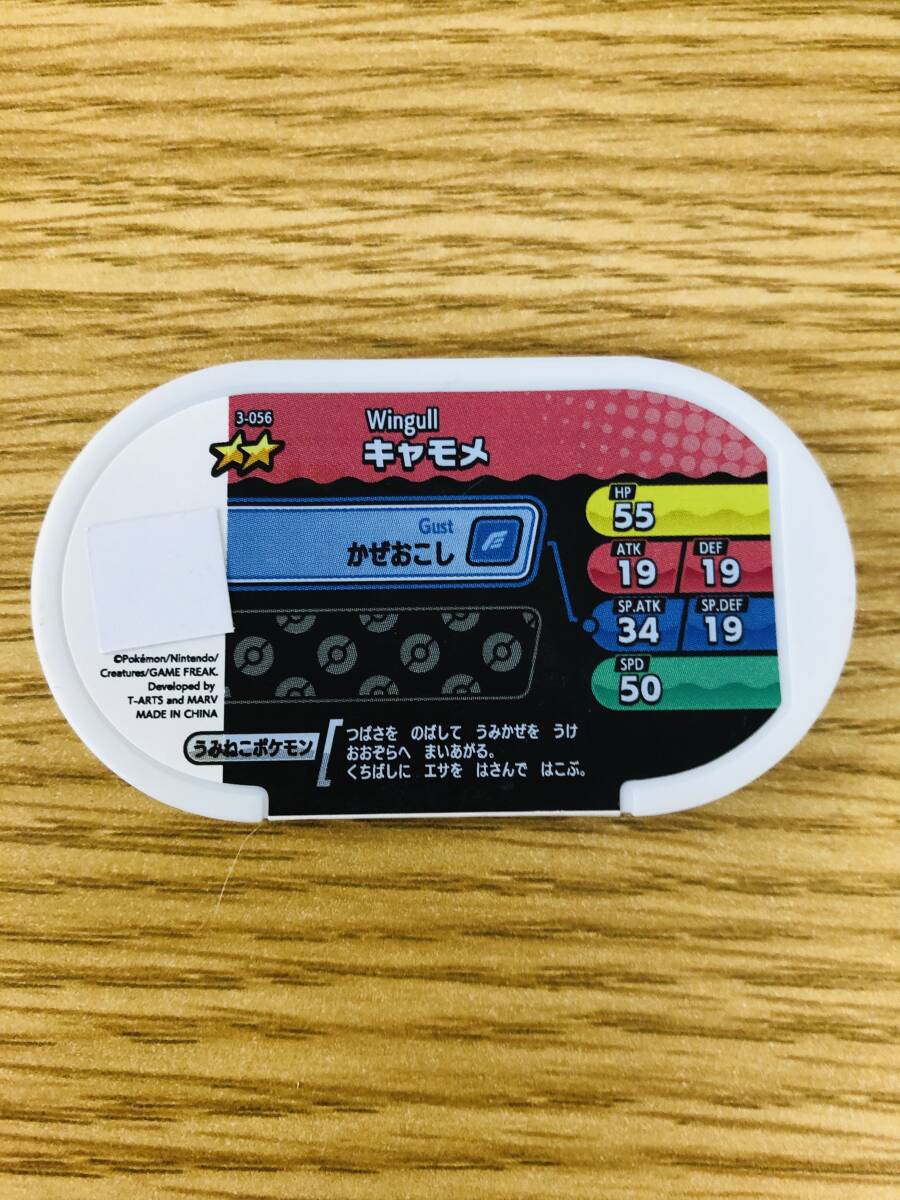 3-056
Wingull
キャモメ
Gust
かぜおこし
HP
55
ATK
19
DEF
19
SP.ATK
34
SP.DEF
19
SPD
50
©Pokémon/Nintendo/
Creatures/GAME FREAK.
Developed by
T-ARTS and MARV
MADE IN CHINA
うみねこポケモン
つばさを のばして うみかぜを うけ
おおぞらへ まいあがる。
くちばしに エサを はさんで はこぶ。